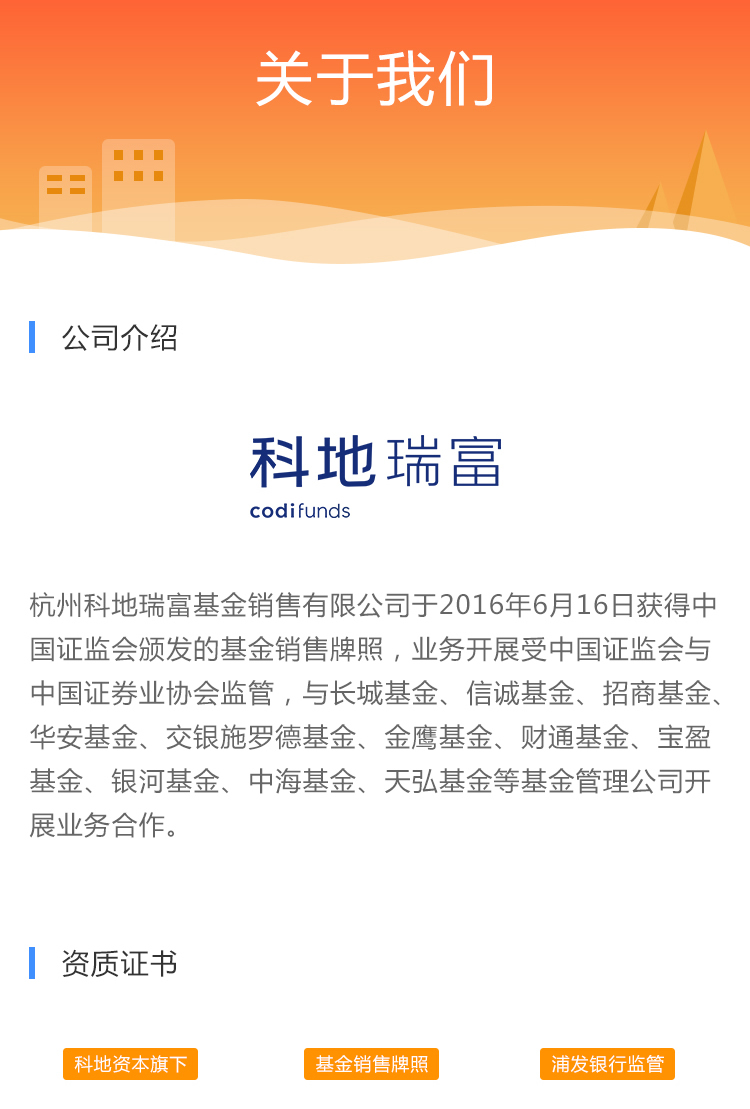 关于我们
公司介绍
科地瑞富
codifunds
杭州科地瑞富基金销售有限公司于2016年6月16日获得中
国证监会颁发的基金销售牌照，业务开展受中国证监会与
中国证券业协会监管，与长城基金、信诚基金、招商基金、
华安基金、交银施罗德基金、金鹰基金、财通基金、宝盈
基金、银河基金、中海基金、天弘基金等基金管理公司开
展业务合作。
资质证书
科地资本旗下 基金销售牌照 浦发银行监管